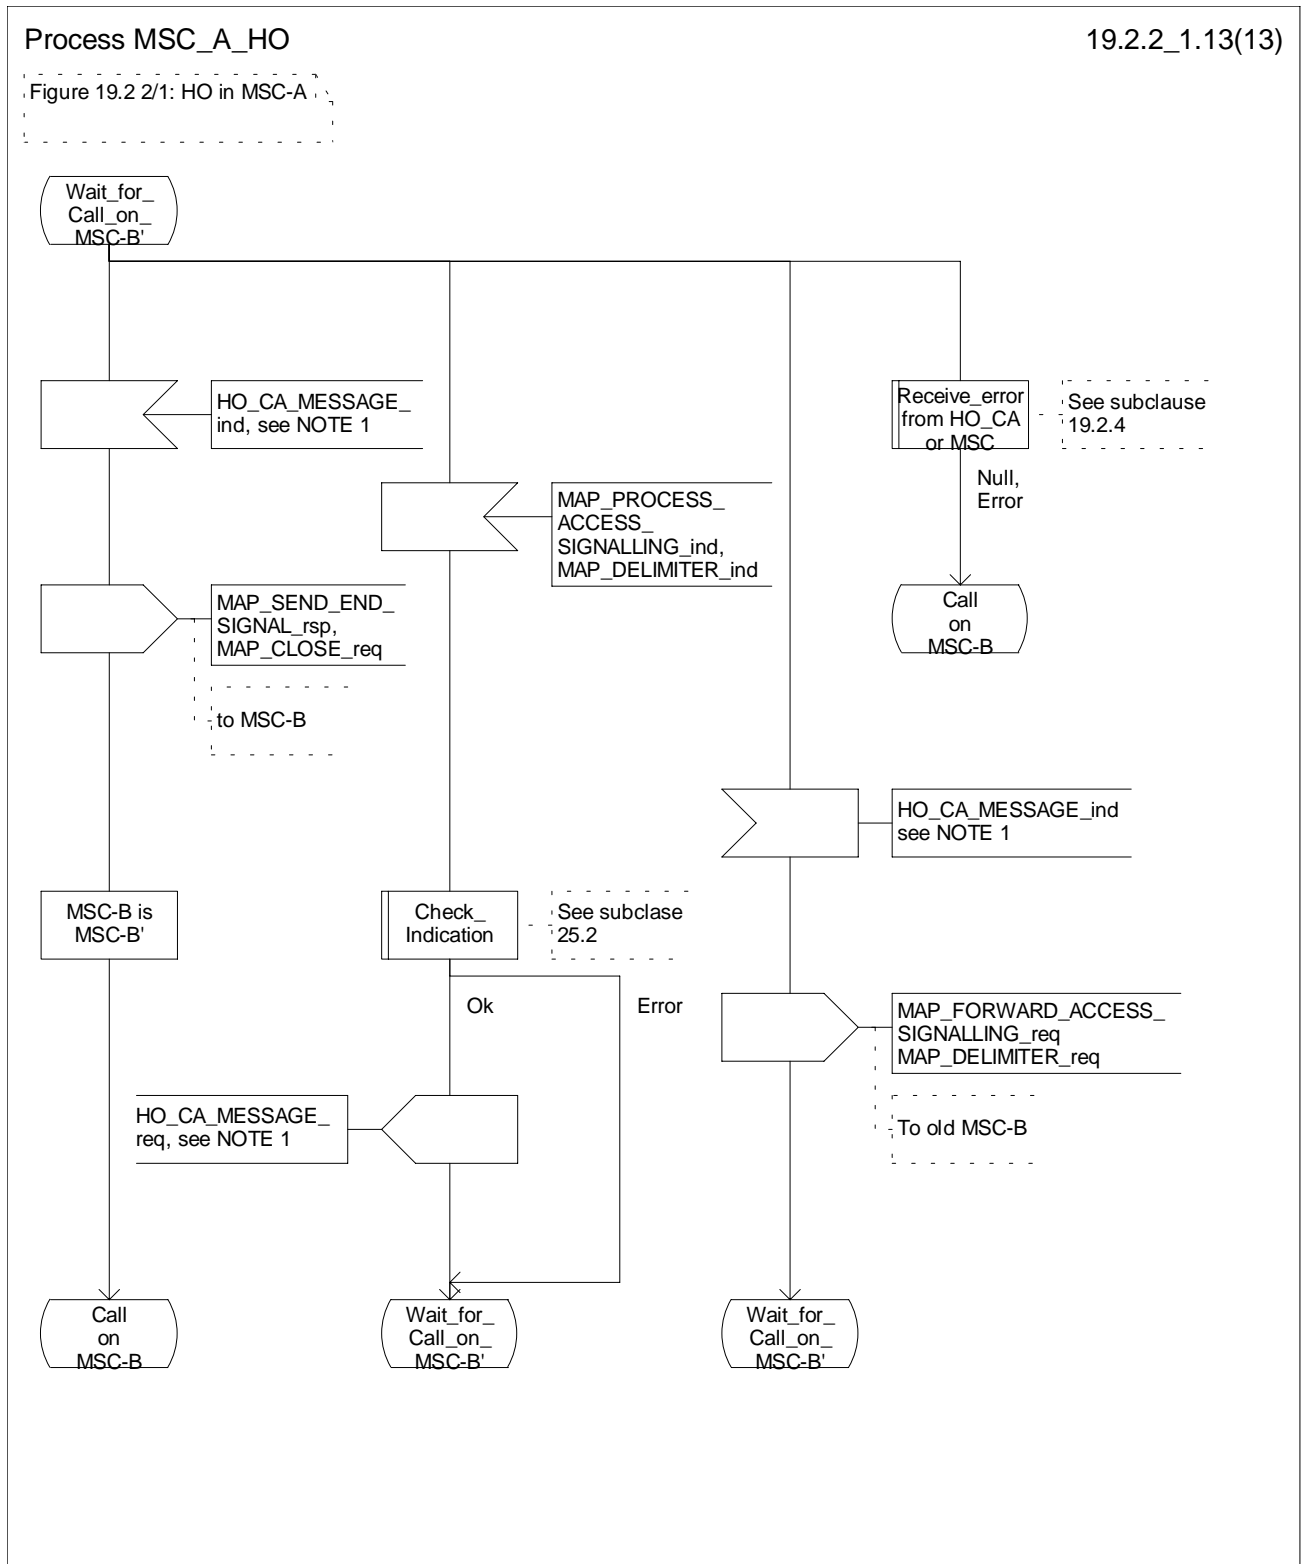 Process MSC_A_HO
19.2.2_1.13(13)
Figure 19.2 2/1: HO in MSC-A
Wait_for_
Call_on_
MSC-B'
HO_CA_MESSAGE_
ind, see NOTE 1
Receive_error
from HO_CA
or MSC
See subclause
19.2.4
Null,
Error
MAP_PROCESS_
ACCESS_
SIGNALLING_ind,
MAP_DELIMITER_ind
MAP_SEND_END_
SIGNAL_rsp,
MAP_CLOSE_req
Call
on
MSC-B
to MSC-B
HO_CA_MESSAGE_ind
see NOTE 1
MSC-B is
MSC-B'
Check_
Indication
See subclase
25.2
Ok
Error
MAP_FORWARD_ACCESS_
SIGNALLING_req
MAP_DELIMITER_req
HO_CA_MESSAGE_
req, see NOTE 1
To old MSC-B
Call
on
MSC-B
Wait_for_
Call_on_
MSC-B'
Wait_for_
Call_on_
MSC-B'